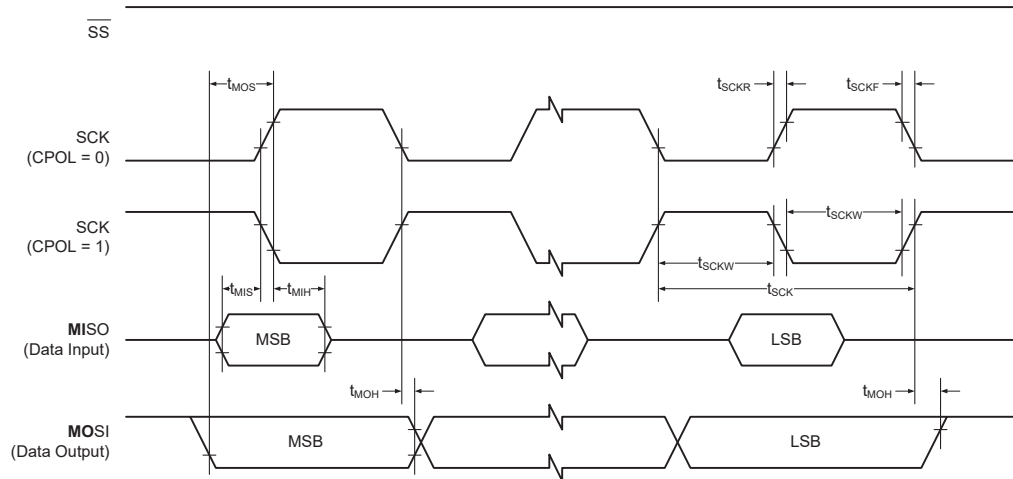 SS
tMOS
tSCKR
tSCKF
SCK
(CPOL = 0)
SCK
(CPOL = 1)
tSCKW
tSCKW
tSCK
tMIS
tMIH
MISO
(Data Input)
MSB
LSB
tMOH
tMOH
MOSI
(Data Output)
MSB
LSB